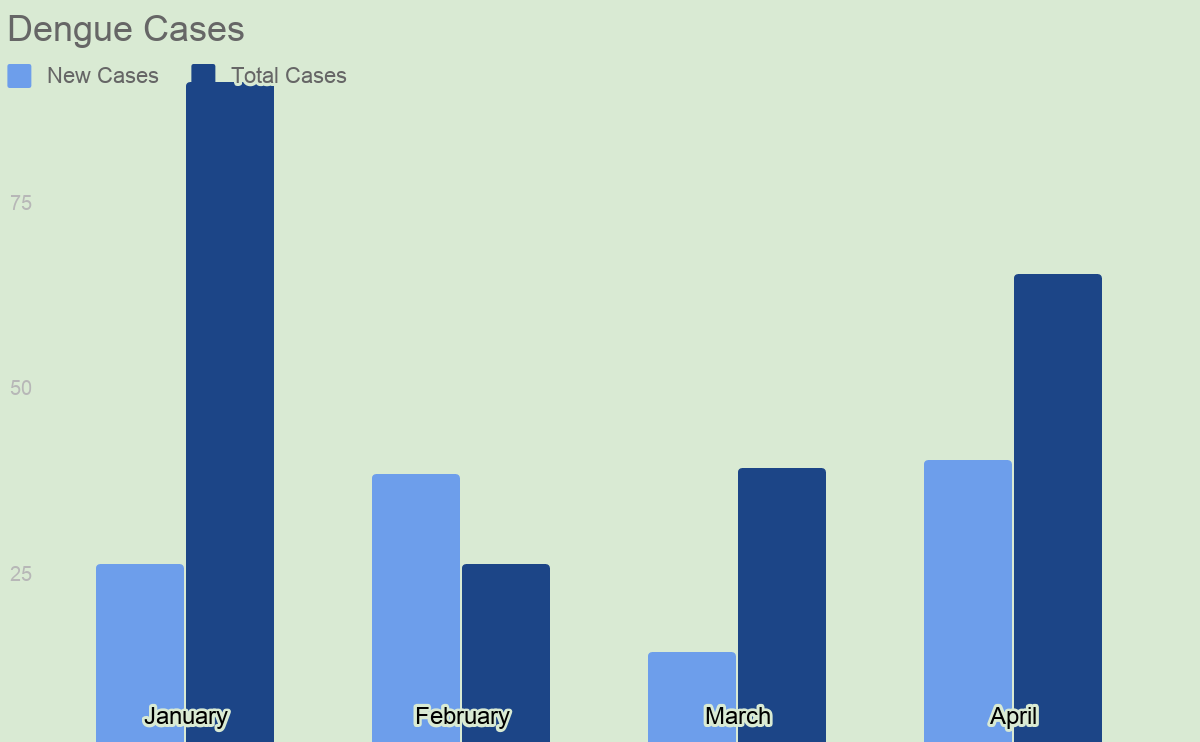 Dengue Cases
New Cases Total Cases
75
50
25
January February March April